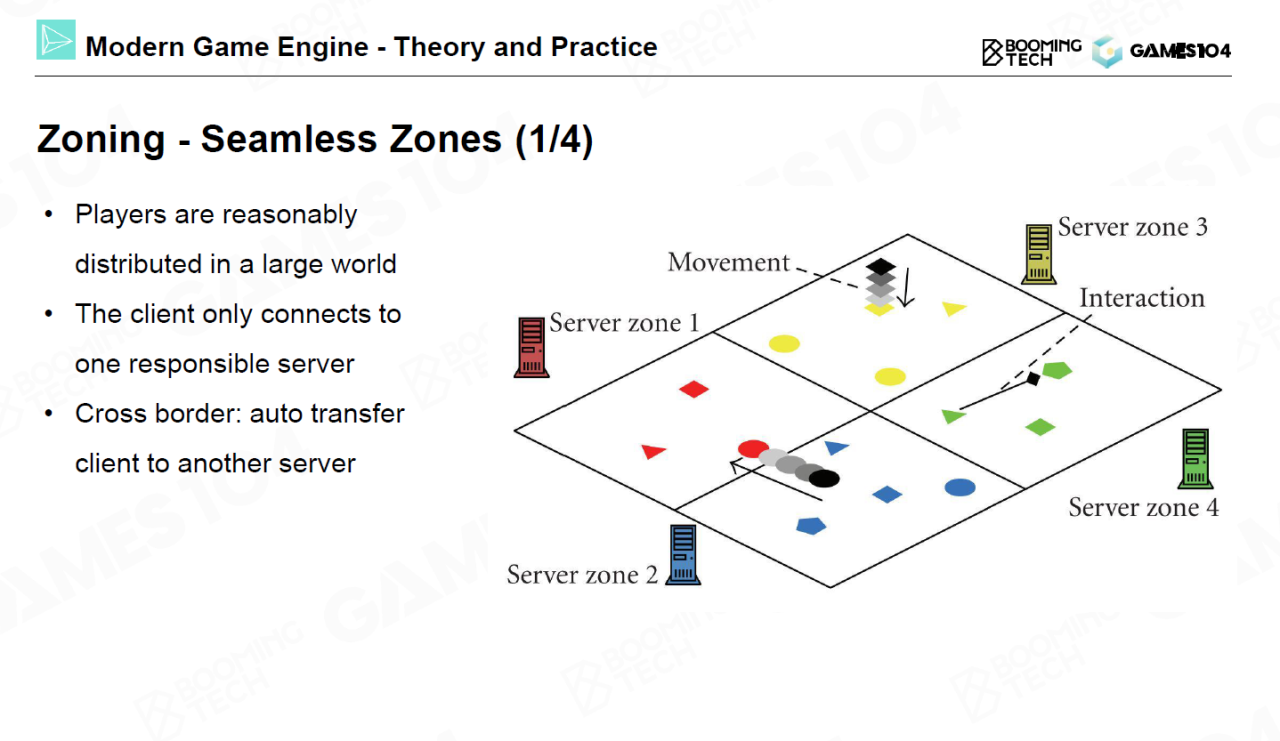 Modern Game Engine - Theory and Practice
BOOMING
TECH
GAMES104
Zoning - Seamless Zones (1/4)
• Players are reasonably
distributed in a large world
• The client only connects to
one responsible server
• Cross border: auto transfer
client to another server
Server zone 3
Movement
Interaction
Server zone 1
Server zone 4
Server zone 2